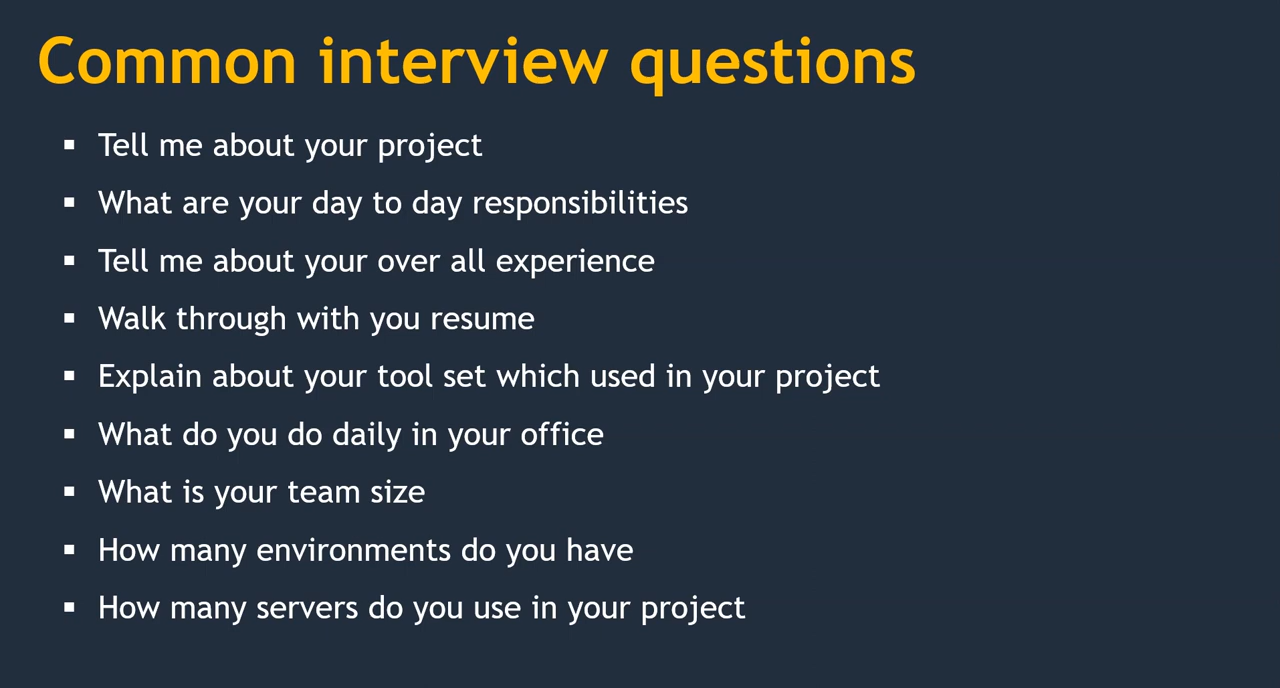 Common interview questions
▪ Tell me about your project
▪ What are your day to day responsibilities
▪ Tell me about your over all experience
▪ Walk through with you resume
▪ Explain about your tool set which used in your project
▪ What do you do daily in your office
▪ What is your team size
▪ How many environments do you have
▪ How many servers do you use in your project